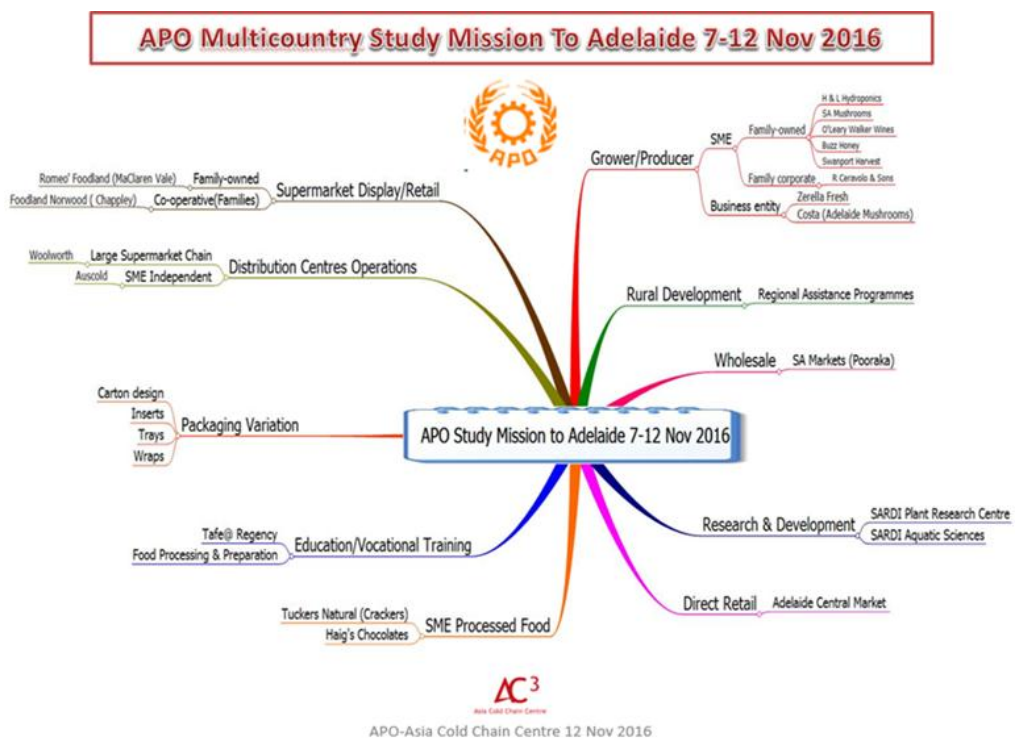 APO Multicountry Study Mission To Adelaide 7-12 Nov 2016
APO
Grower/Producer
SME
Family-owned
H & L Hydroponics
SA Mushrooms
O'Leary Walker Wines
Buzz Honey
Swanport Harvest
Family corporate
R Ceravolo & Sons
Business entity
Zerella Fresh
Costa (Adelaide Mushrooms)
Rural Development
Regional Assistance Programmes
Wholesale
SA Markets (Pooraka)
Romeo' Foodland (MaClaren Vale)
Family-owned
Foodland Norwood ( Chappley)
Co-operative(Families)
Supermarket Display/Retail
Woolworth
Large Supermarket Chain
Auscold
SME Independent
Distribution Centres Operations
Carton design
Inserts
Trays
Wraps
Packaging Variation
APO Study Mission to Adelaide 7-12 Nov 2016
Research & Development
SARDI Plant Research Centre
SARDI Aquatic Sciences
Tafe@ Regency
Food Processing & Preparation
Education/Vocational Training
Direct Retail
Adelaide Central Market
Tuckers Natural (Crackers)
Haig's Chocolates
SME Processed Food
AC3
Asia Cold Chain Centre
APO-Asia Cold Chain Centre 12 Nov 2016